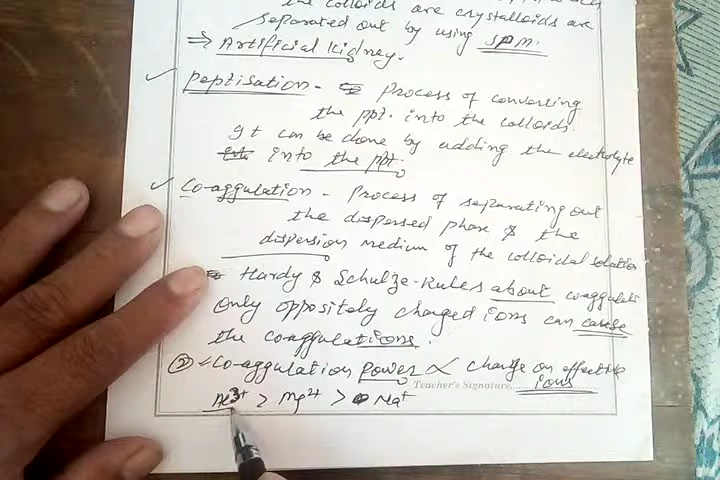 the colloids are crystalloids are
separated out by using SPM.
⇒ Artificial Kidney.
Peptisation - Process of converting
the ppt. into the colloids.
It can be done by adding the electrolyte
into the ppt.
Co-aggulation - Process of separating out
the dispersed phase & the
dispersion medium of the colloidal solution
Hardy & Schulze-Rules about coaggulati
Only oppositely charged ions can cause
the coaggulations.
② Co-aggulation power ∝ charge on effective
ions
Teacher's Signature
Al3+ > Mg2+ > Na+